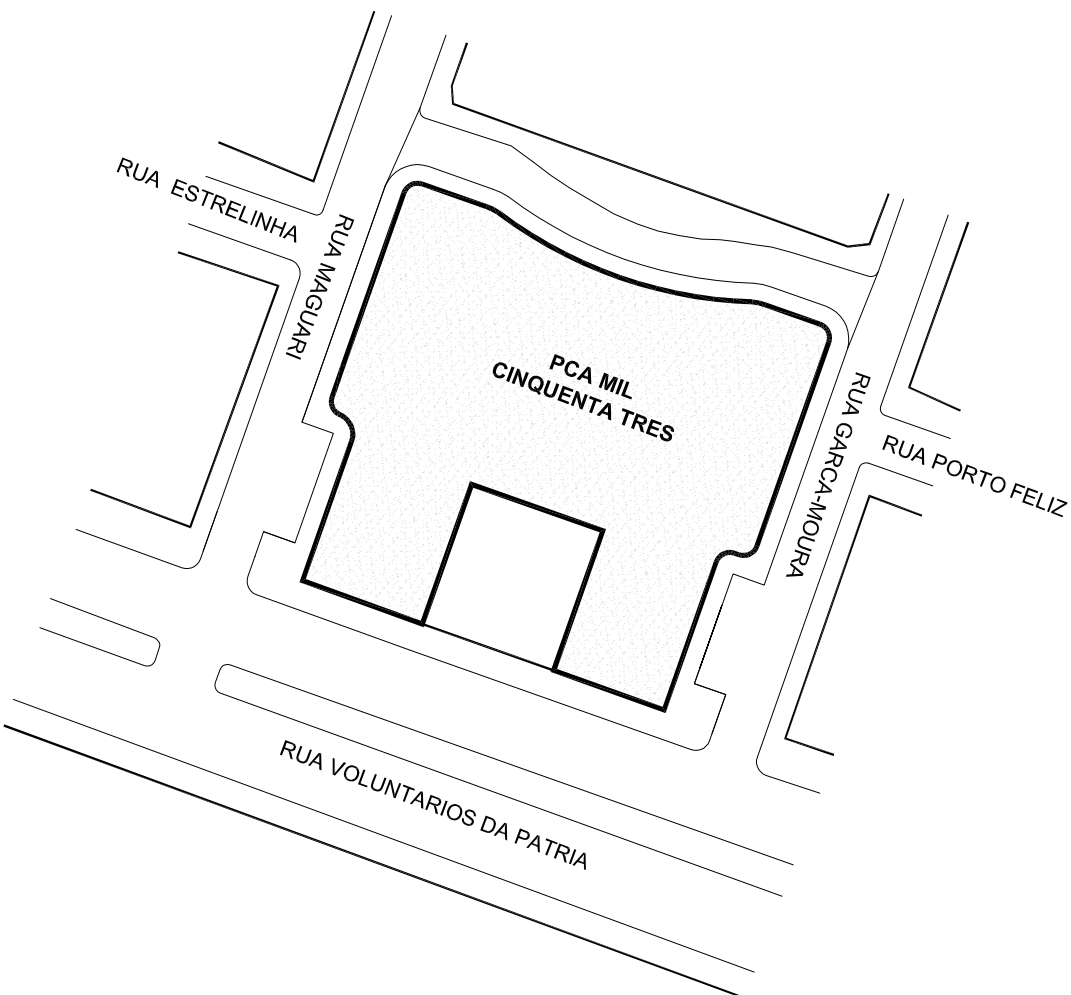 RUA ESTRELINHA
RUA MAGUARI
PCA MIL
CINQUENTA TRES
RUA GARCA-MOURA
RUA PORTO FELIZ
RUA VOLUNTARIOS DA PATRIA